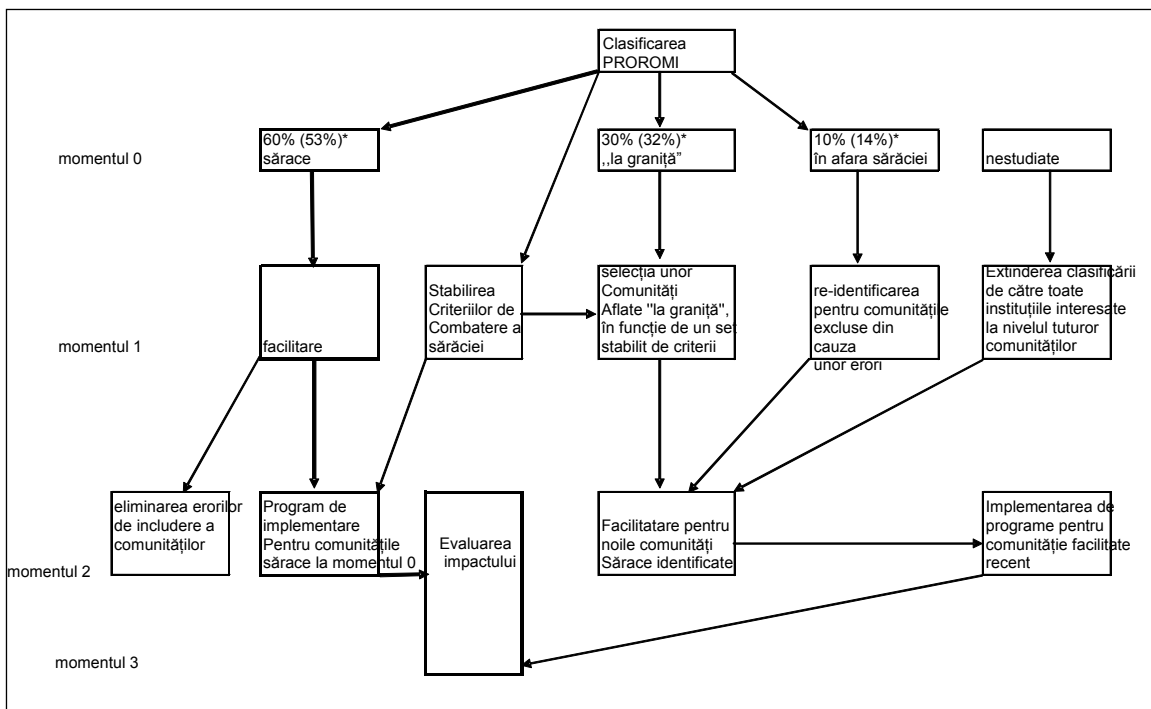 Clasificarea
PROROMI
momentul 0
60% (53%)*
sărace
30% (32%)*
,,la graniță”
10% (14%)*
în afara sărăciei
nestudiate
momentul 1
facilitare
Stabilirea
Criteriilor de
Combatere a
sărăciei
selecția unor
Comunități
Aflate "la graniță",
în funcție de un set
stabilit de criterii
re-identificarea
pentru comunitățile
excluse din
cauza
unor erori
Extinderea clasificării
de către toate
instituțiile interesate
la nivelul tuturor
comunităților
momentul 2
eliminarea erorilor
de includere a
comunităților
Program de
implementare
Pentru comunitățile
sărace la momentul 0
Evaluarea
impactului
Facilitatare pentru
noile comunități
Sărace identificate
Implementarea de
programe pentru
comunitățiе facilitate
recent
momentul 3